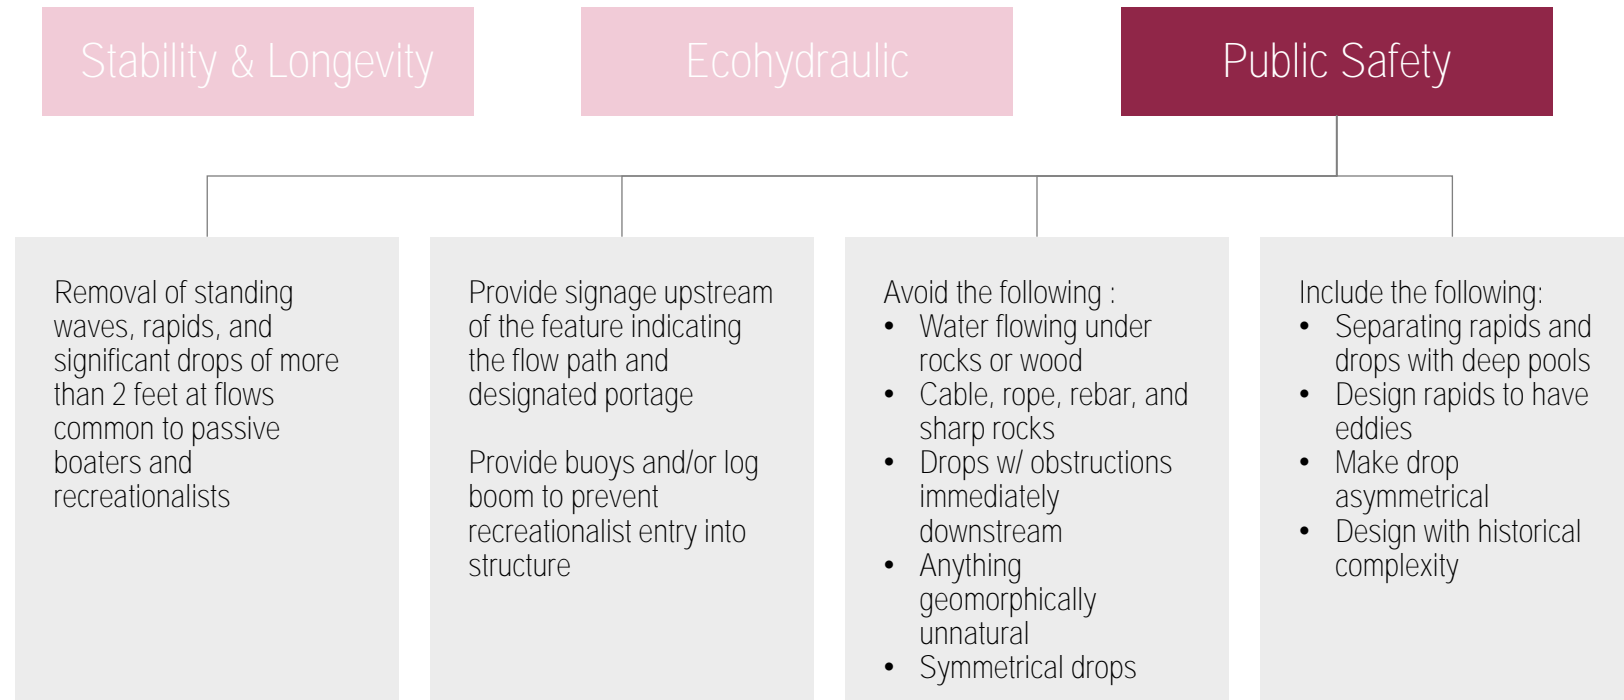 Stability & Longevity
Ecohydraulic
Public Safety
Removal of standing
waves, rapids, and
significant drops of more
than 2 feet at flows
common to passive
boaters and
recreationalists
Provide signage upstream
of the feature indicating
the flow path and
designated portage
Provide buoys and/or log
boom to prevent
recreationalist entry into
structure
Avoid the following :
• Water flowing under
rocks or wood
• Cable, rope, rebar, and
sharp rocks
• Drops w/ obstructions
immediately
downstream
• Anything
geomorphically
unnatural
• Symmetrical drops
Include the following:
• Separating rapids and
drops with deep pools
• Design rapids to have
eddies
• Make drop
asymmetrical
• Design with historical
complexity